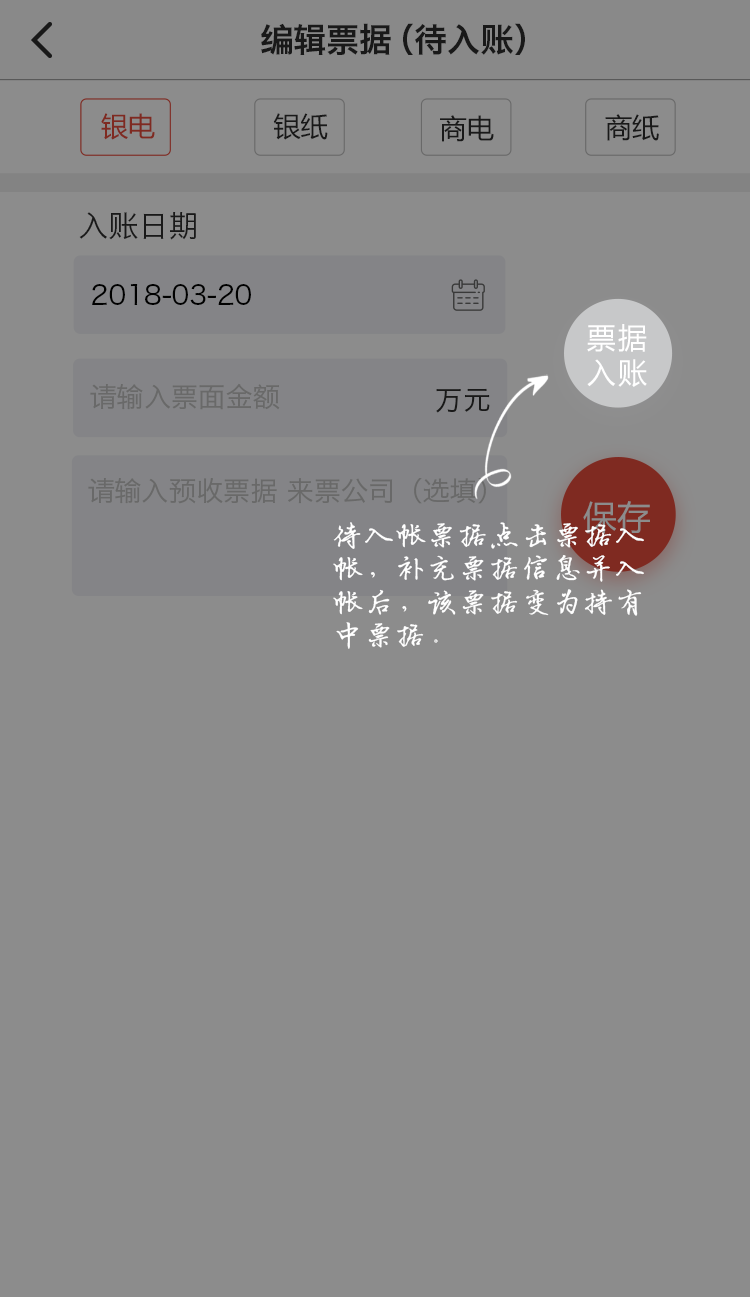 编辑票据(待入账)
银电 银纸 商电 商纸
入账日期
2018-03-20
请输入票面金额 万元
票据
入账
请输入预收票据 来票公司（选填）
保存
待入帐票据点击票据入
帐，补充票据信息并入
帐后，该票据变为持有
中票据.